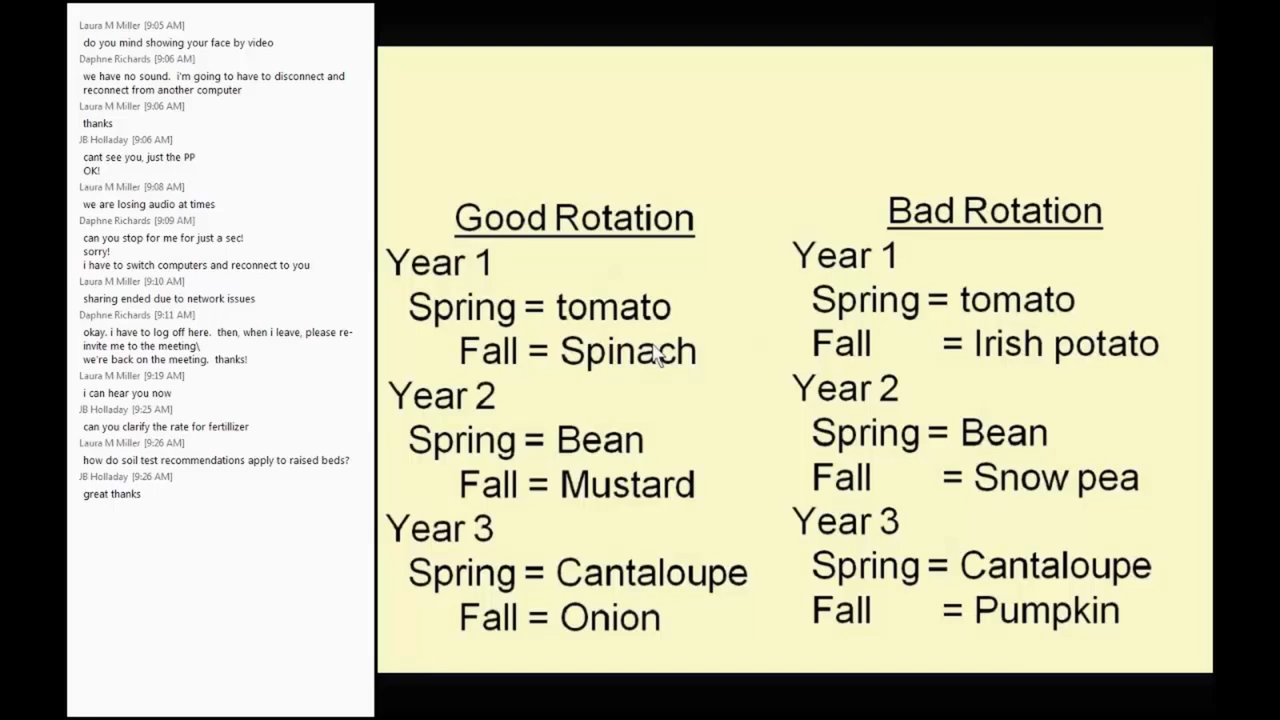 Laura M Miller [9:05 AM]
do you mind showing your face by video
Daphne Richards [9:06 AM]
we have no sound.  i'm going to have to disconnect and
reconnect from another computer
Laura M Miller [9:06 AM]
thanks
JB Holladay [9:06 AM]
cant see you, just the PP
OK!
Laura M Miller [9:08 AM]
we are losing audio at times
Daphne Richards [9:09 AM]
can you stop for me for just a sec!
sorry!
i have to switch computers and reconnect to you
Laura M Miller [9:10 AM]
sharing ended due to network issues
Daphne Richards [9:11 AM]
okay. i have to log off here.  then, when i leave, please re-
invite me to the meeting\
we're back on the meeting.  thanks!
Laura M Miller [9:19 AM]
i can hear you now
JB Holladay [9:25 AM]
can you clarify the rate for fertillizer
Laura M Miller [9:26 AM]
how do soil test recommendations apply to raised beds?
JB Holladay [9:26 AM]
great thanks
Good Rotation
Year 1
Spring = tomato
Fall = Spinach
Year 2
Spring = Bean
Fall = Mustard
Year 3
Spring = Cantaloupe
Fall = Onion
Bad Rotation
Year 1
Spring = tomato
Fall = Irish potato
Year 2
Spring = Bean
Fall = Snow pea
Year 3
Spring = Cantaloupe
Fall = Pumpkin